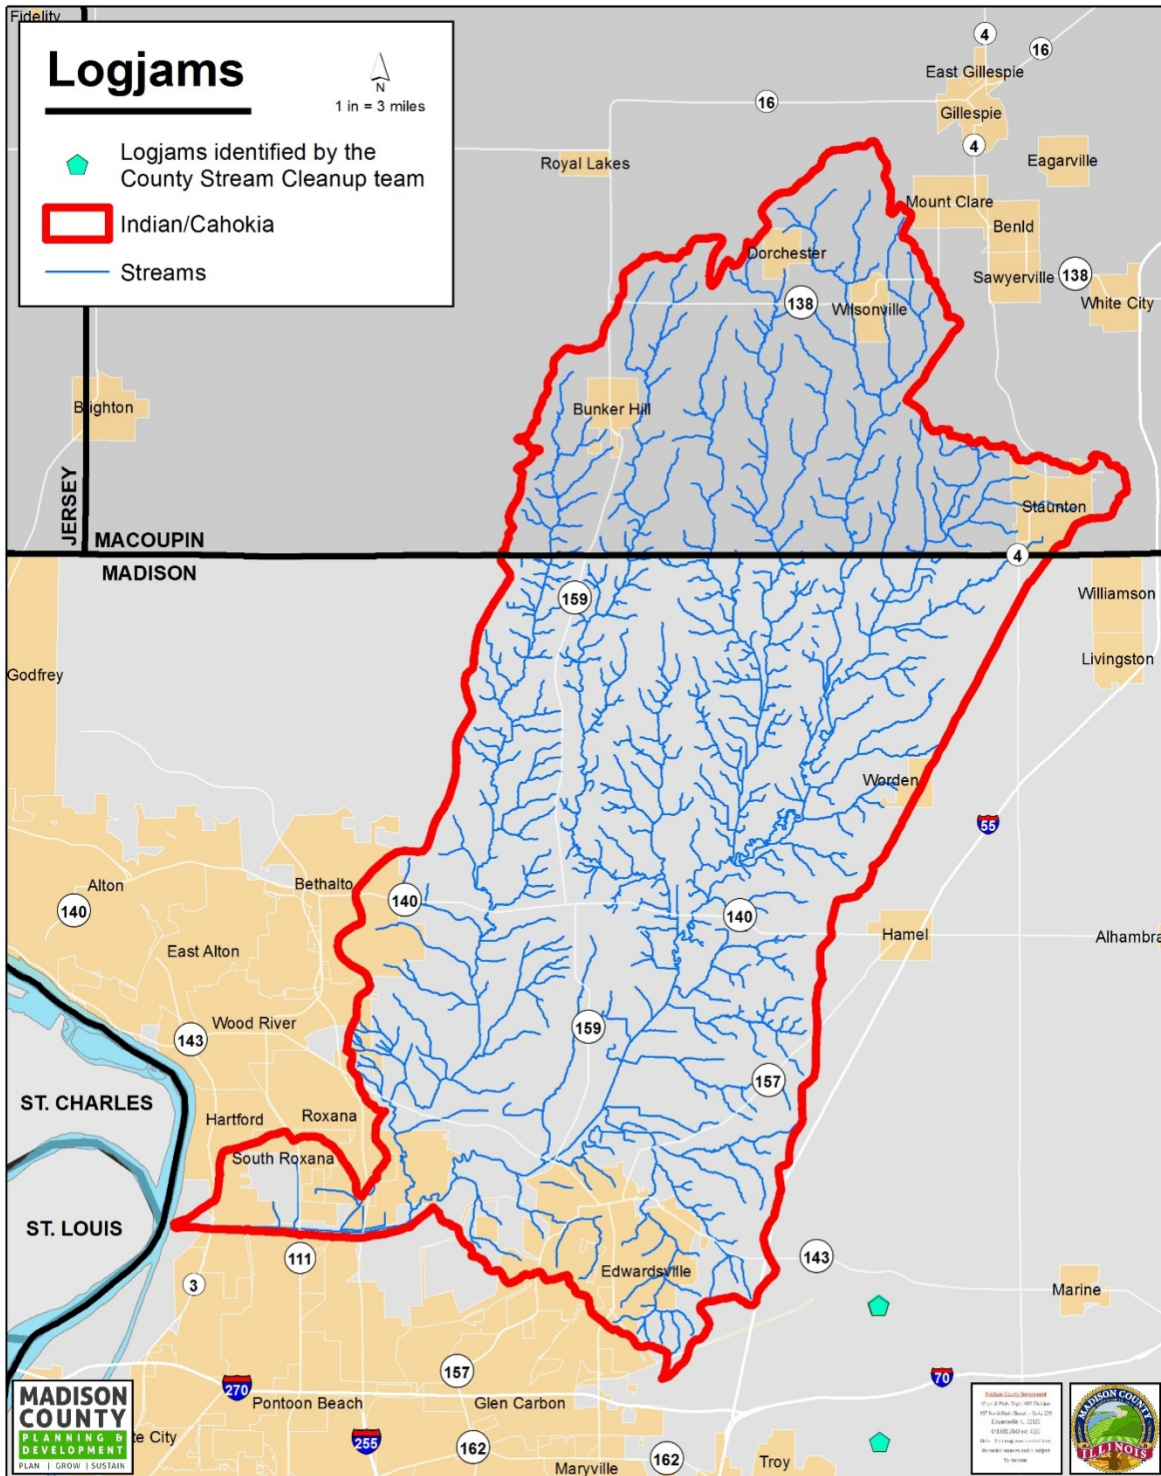 Fidelity
Logjams
N
1 in = 3 miles
Logjams identified by the
County Stream Cleanup team
Indian/Cahokia
Streams
4
16
East Gillespie
16
Gillespie
4
Royal Lakes
Eagarville
Mount Clare
Benld
Dorchester
Sawyerville
138
White City
138
Wilsonville
Brighton
Bunker Hill
JERSEY
Staunton
MACOUPIN
4
MADISON
159
Williamson
Livingston
Godfrey
Worden
55
Alton
Bethalto
140
140
140
Hamel
Alhambra
East Alton
Wood River
143
159
157
ST. CHARLES
Hartford
Roxana
South Roxana
ST. LOUIS
111
143
Edwardsville
3
Marine
157
70
270
Pontoon Beach
Glen Carbon
MADISON
COUNTY
PLANNING &
DEVELOPMENT
PLAN | GROW | SUSTAIN
te City
255
162
162
Maryville
Troy
Madison County Government
MADISON COUNTY
ILLINOIS